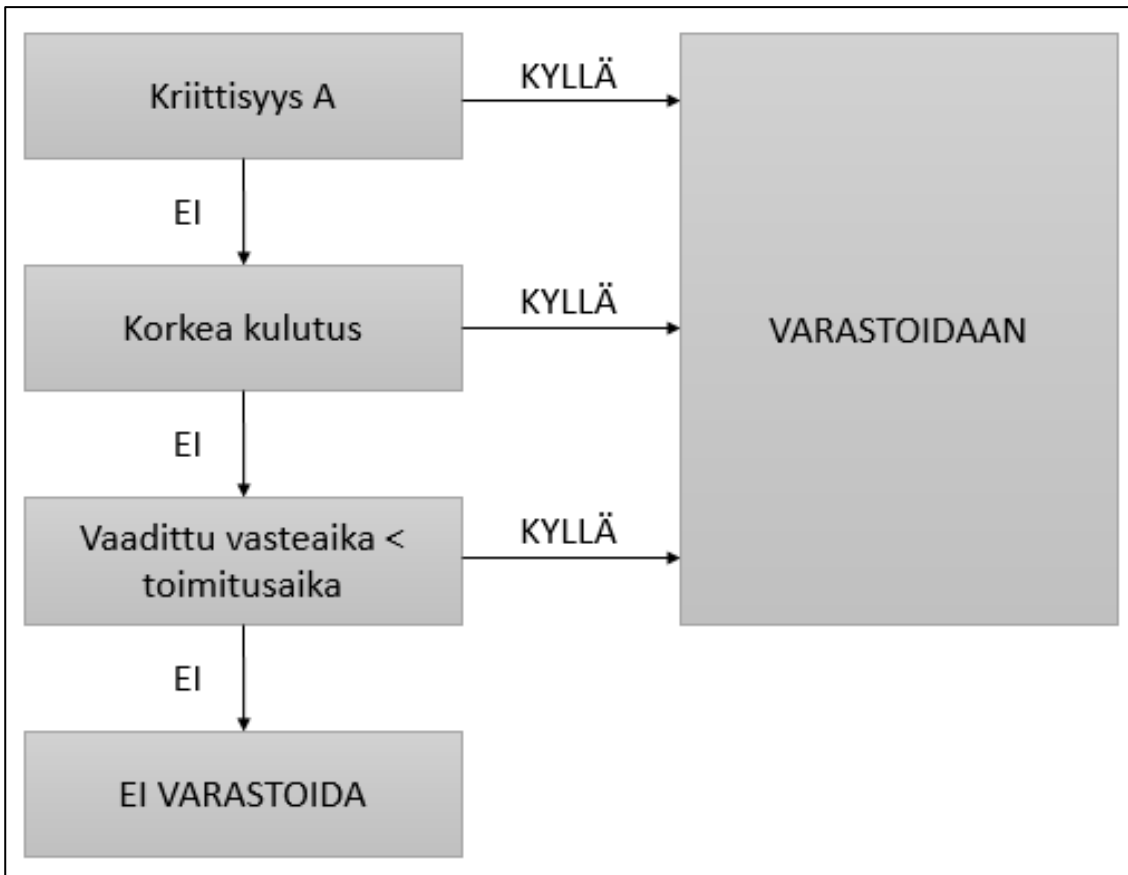 Kriittisyys A
KYLLÄ
EI
Korkea kulutus
KYLLÄ
VARASTOIDAAN
EI
Vaadittu vasteaika <
toimitusaika
KYLLÄ
EI
EI VARASTOIDA